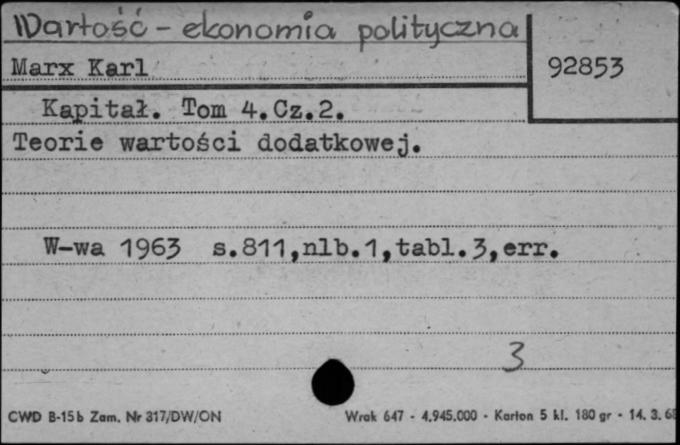 Wartość - ekonomia polityczna
Marx Karl
92853
Kapitał. Tom 4.Cz.2.
Teorie wartości dodatkowej.
W-wa 1963 s.811,nlb.1,tabl.3,err.
3
CWD B-15b Zam. Nr 317/DW/ON
Wrak 647 - 4.945.000 - Karton 5 kl. 180 gr - 14. 3. 68